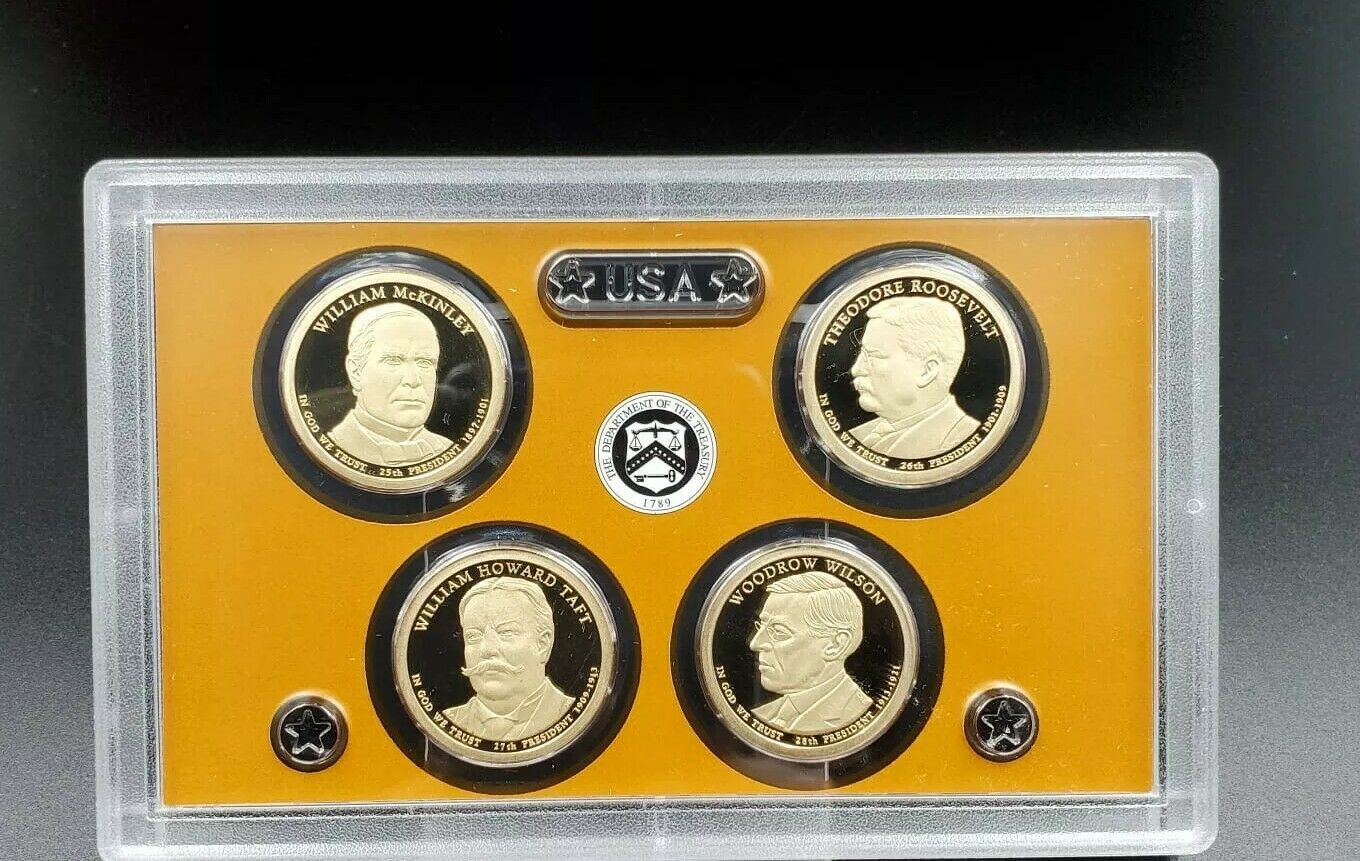 USA
WILLIAM McKINLEY
IN GOD WE TRUST 25th PRESIDENT 1897-1901
THEODORE ROOSEVELT
IN GOD WE TRUST 26th PRESIDENT 1901-1909
THE DEPARTMENT OF THE TREASURY
1789
WILLIAM HOWARD TAFT
IN GOD WE TRUST 27th PRESIDENT 1909-1913
WOODROW WILSON
IN GOD WE TRUST 28th PRESIDENT 1913-1921